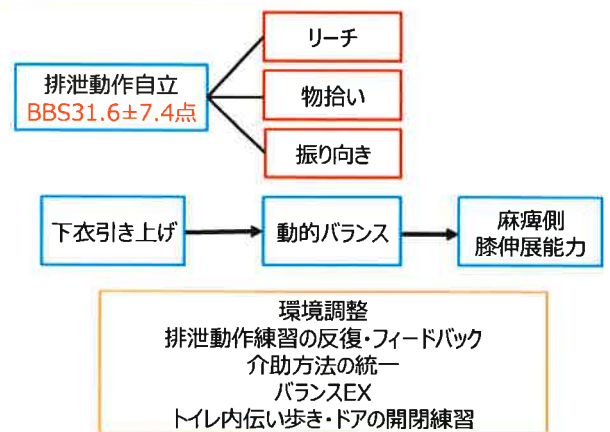 リーチ
排泄動作自立
BBS31.6±7.4点
物拾い
振り向き
下衣引き上げ
動的バランス
麻痺側
膝伸展能力
環境調整
排泄動作練習の反復・フィードバック
介助方法の統一
バランスEX
トイレ内伝い歩き・ドアの開閉練習